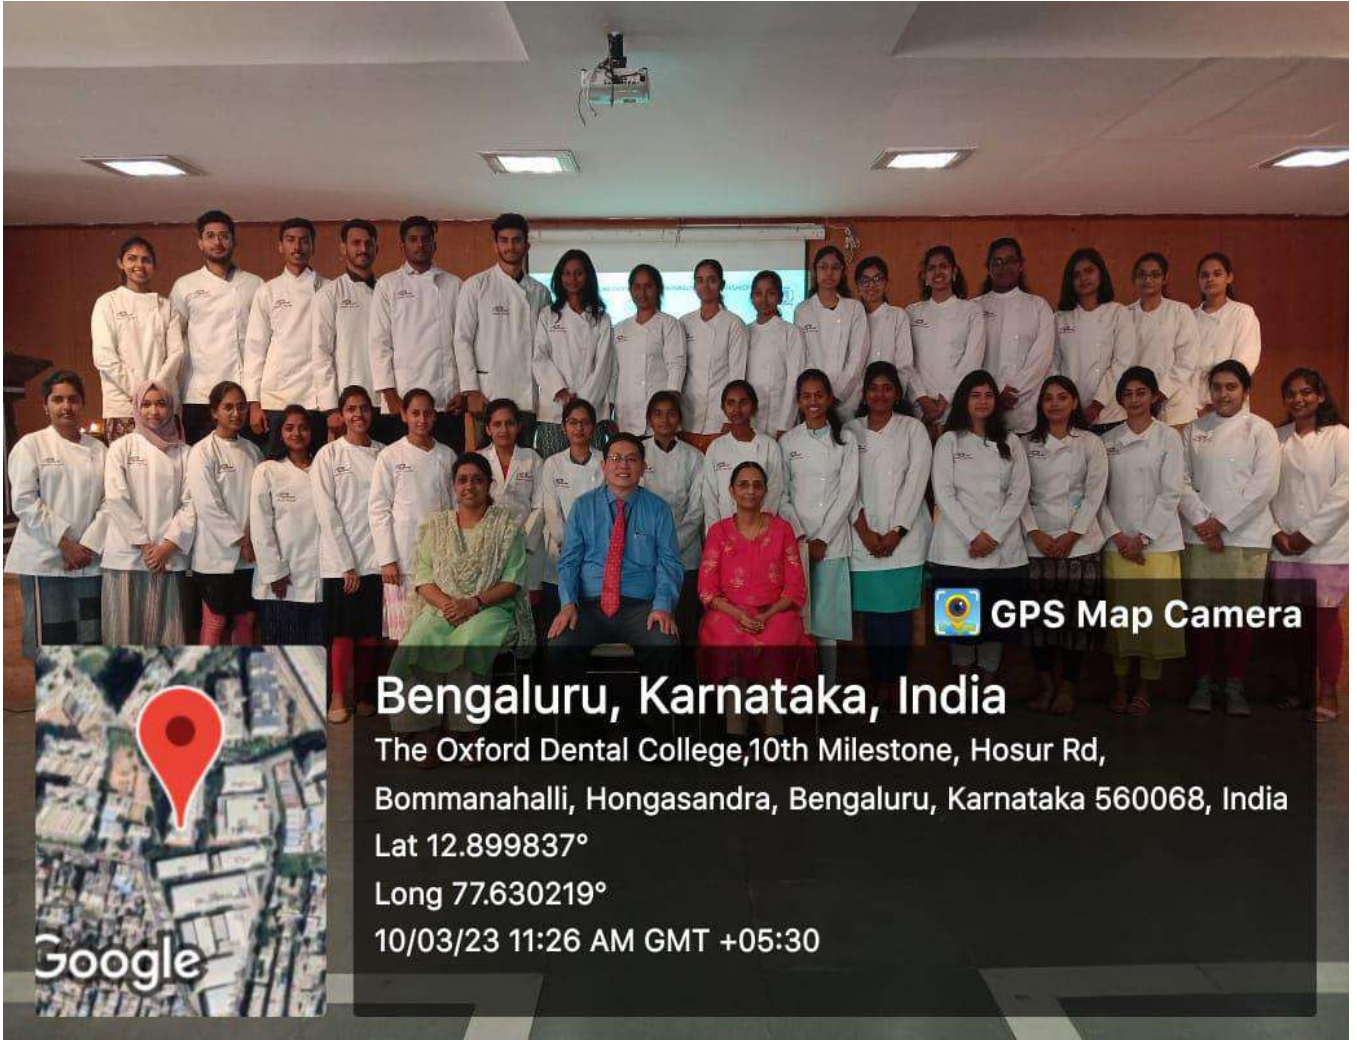 GPS Map Camera
Bengaluru, Karnataka, India
The Oxford Dental College,10th Milestone, Hosur Rd,
Bommanahalli, Hongasandra, Bengaluru, Karnataka 560068, India
Lat 12.899837°
Long 77.630219°
10/03/23 11:26 AM GMT +05:30
Google